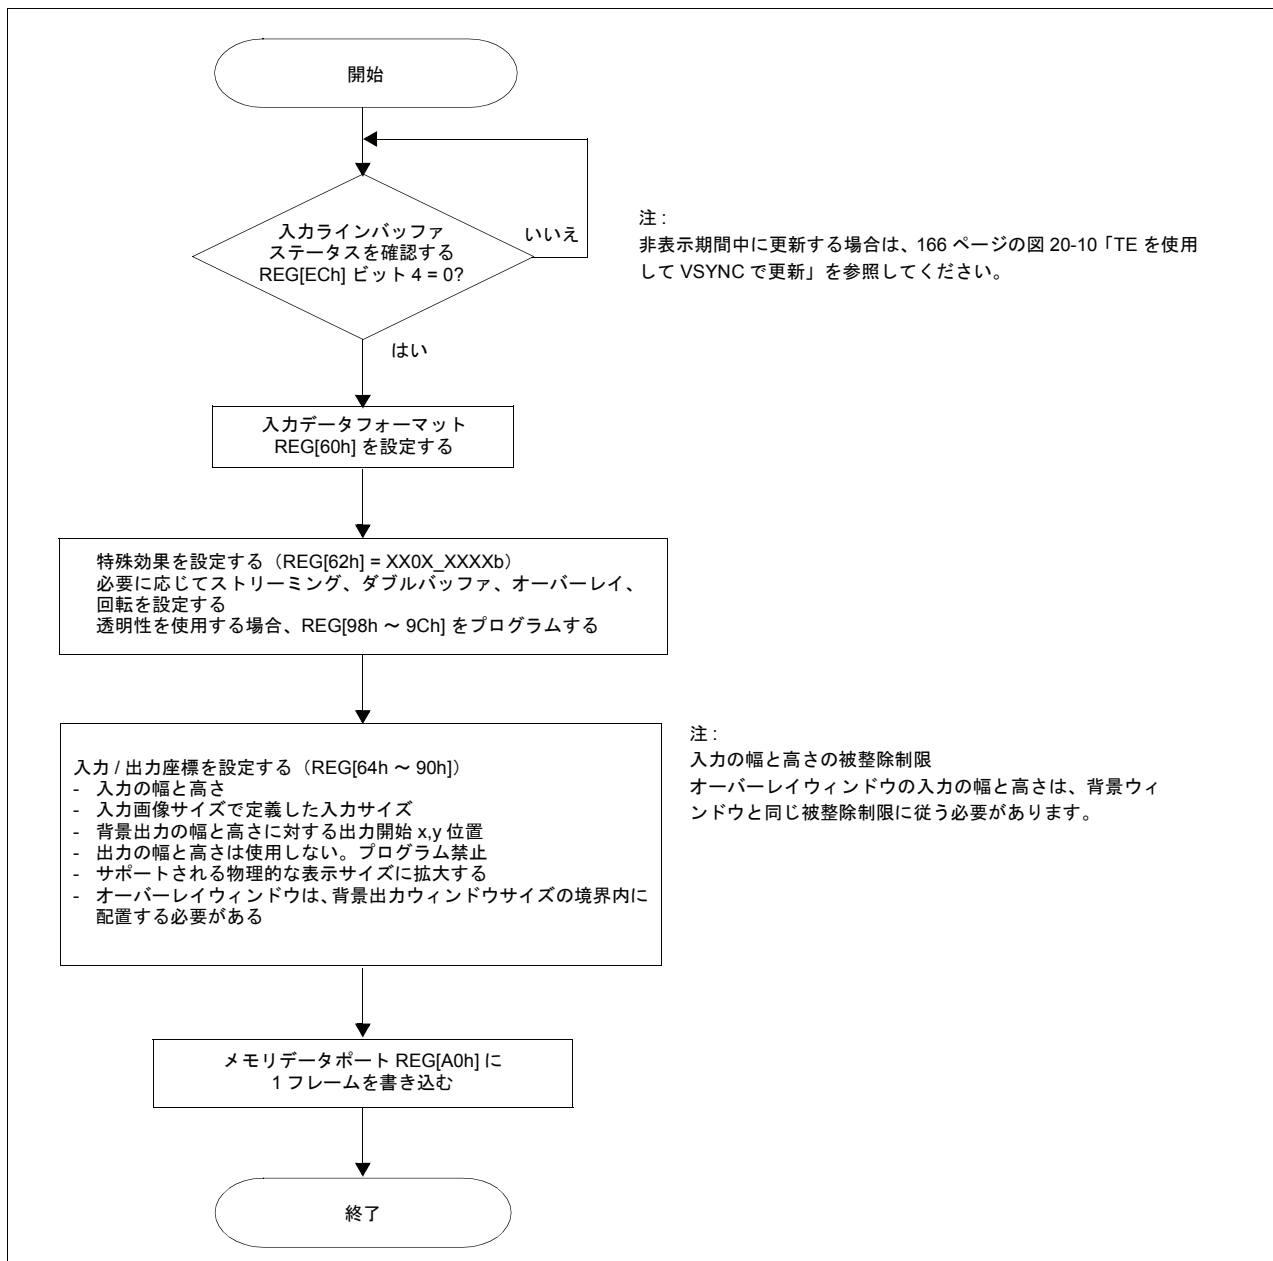 開始
入力ラインバッファ
ステータスを確認する
REG[ECh] ビット 4 = 0?
いいえ
はい
注 :
非表示期間中に更新する場合は、166 ページの図 20-10「TE を使用
して VSYNC で更新」を参照してください。
入力データフォーマット
REG[60h] を設定する
特殊効果を設定する（REG[62h] = XX0X_XXXXb）
必要に応じてストリーミング、ダブルバッファ、オーバーレイ、
回転を設定する
透明性を使用する場合、REG[98h ～ 9Ch] をプログラムする
入力 / 出力座標を設定する（REG[64h ～ 90h]）
- 入力の幅と高さ
- 入力画像サイズで定義した入力サイズ
- 背景出力の幅と高さに対する出力開始 x,y 位置
- 出力の幅と高さは使用しない。プログラム禁止
- サポートされる物理的な表示サイズに拡大する
- オーバーレイウィンドウは、背景出力ウィンドウサイズの境界内に
配置する必要がある
注 :
入力の幅と高さの被整除制限
オーバーレイウィンドウの入力の幅と高さは、背景ウィ
ンドウと同じ被整除制限に従う必要があります。
メモリデータポート REG[A0h] に
1 フレームを書き込む
終了